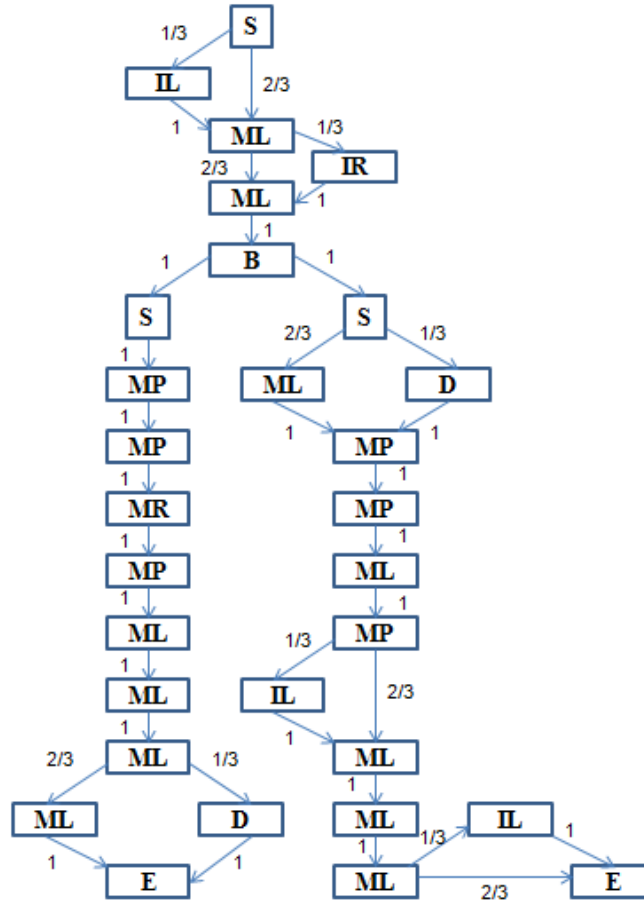 1/3 S
IL 2/3
1 ML 1/3
2/3 IR
ML 1
1
B
1 1
S S
1 2/3 1/3
MP ML D
1 1 1
MP MP
1 1
MR MP
1 1
MP ML
1 1
ML MP
1 1/3
ML IL 2/3
1 1
ML ML
2/3 1/3 1
ML D ML IL
1 1 1 1/3 1
E ML 2/3 E